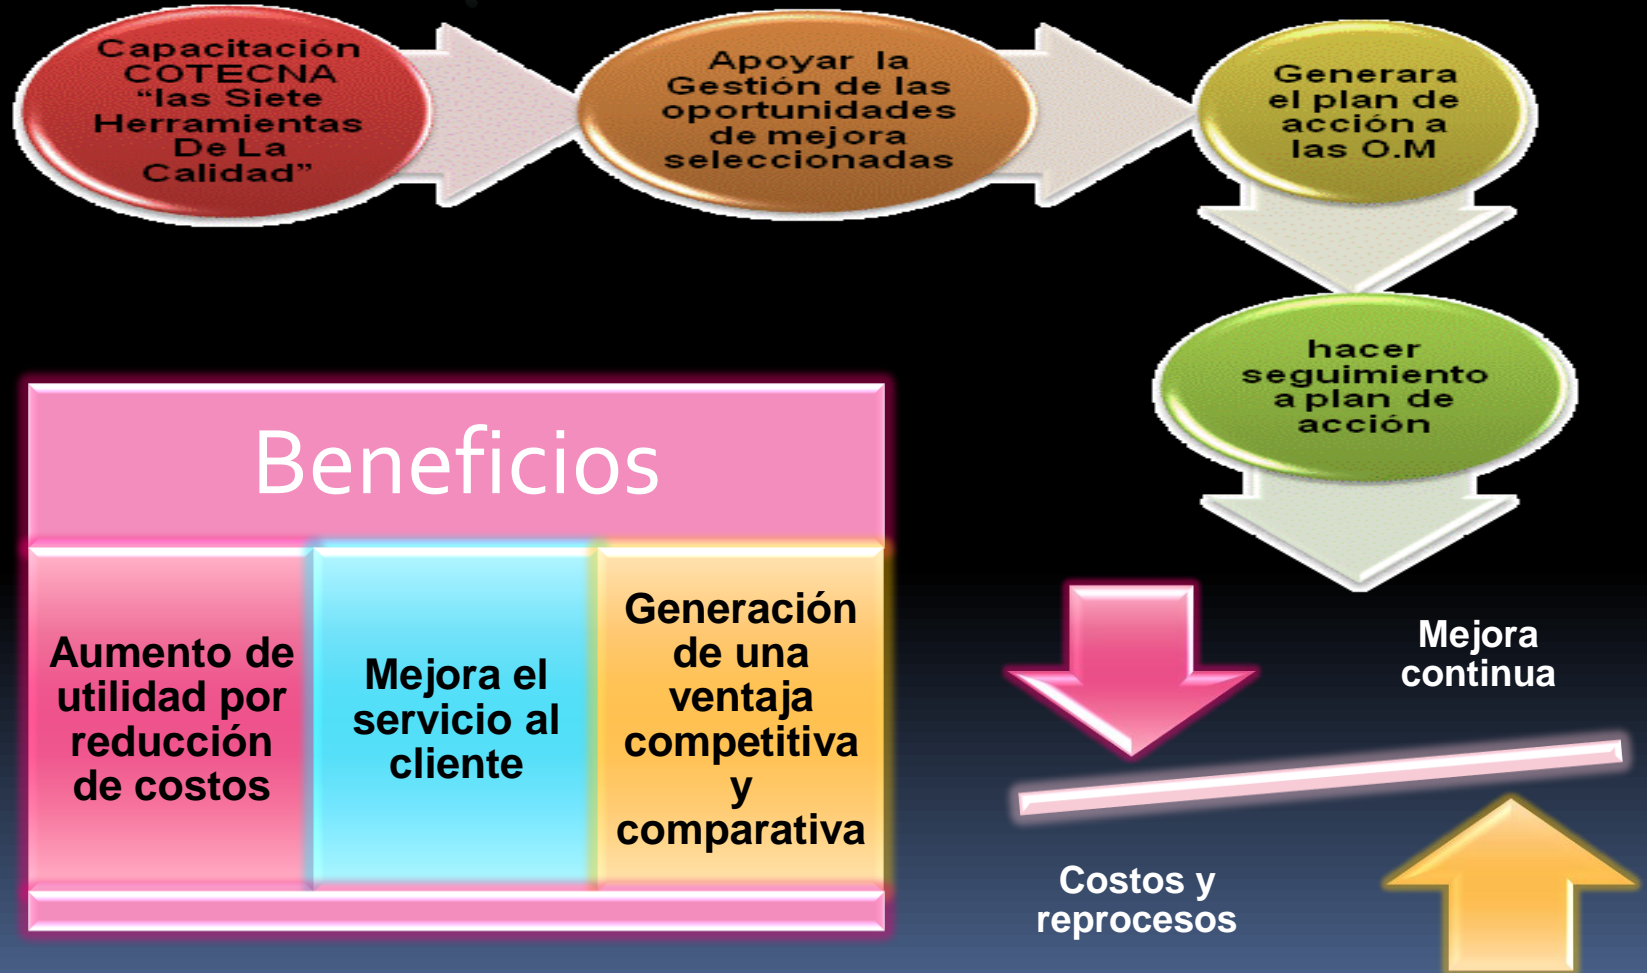 Capacitación
COTECNA
“las Siete
Herramientas
De La
Calidad”
Apoyar la
Gestión de las
oportunidades
de mejora
seleccionadas
Generara
el plan de
acción a
las O.M
hacer
seguimiento
a plan de
acción
Beneficios
Aumento de
utilidad por
reducción
de costos
Mejora el
servicio al
cliente
Generación
de una
ventaja
competitiva
y
comparativa
Mejora
continua
Costos y
reprocesos